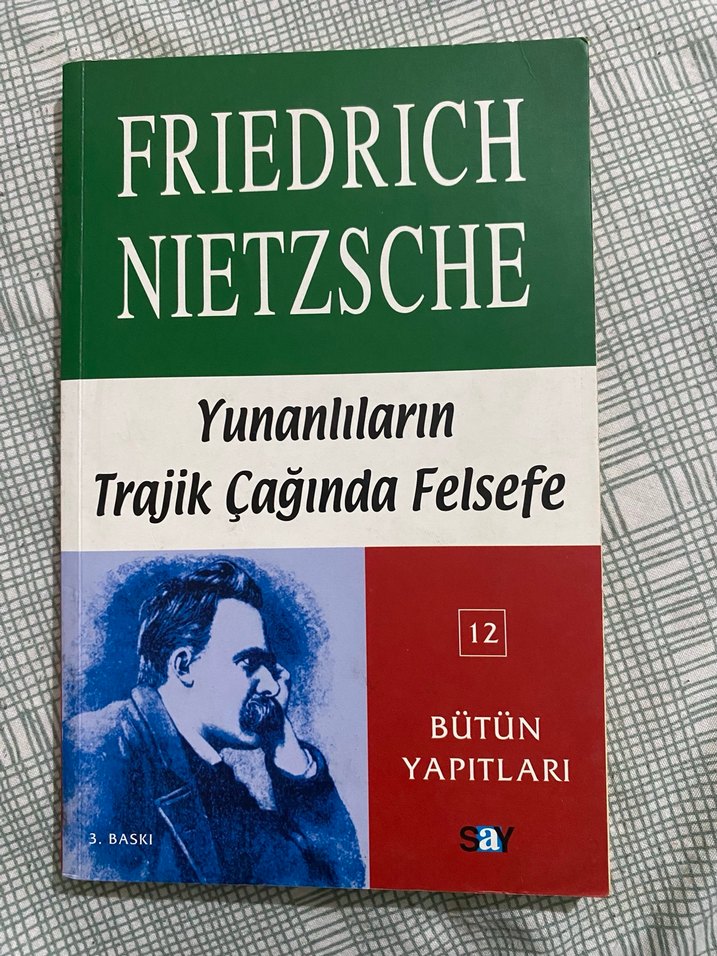 FRIEDRICH
NIETZSCHE
Yunanlıların
Trajik Çağında Felsefe
12
BÜTÜN
YAPITLARI
3. BASKI
SAY